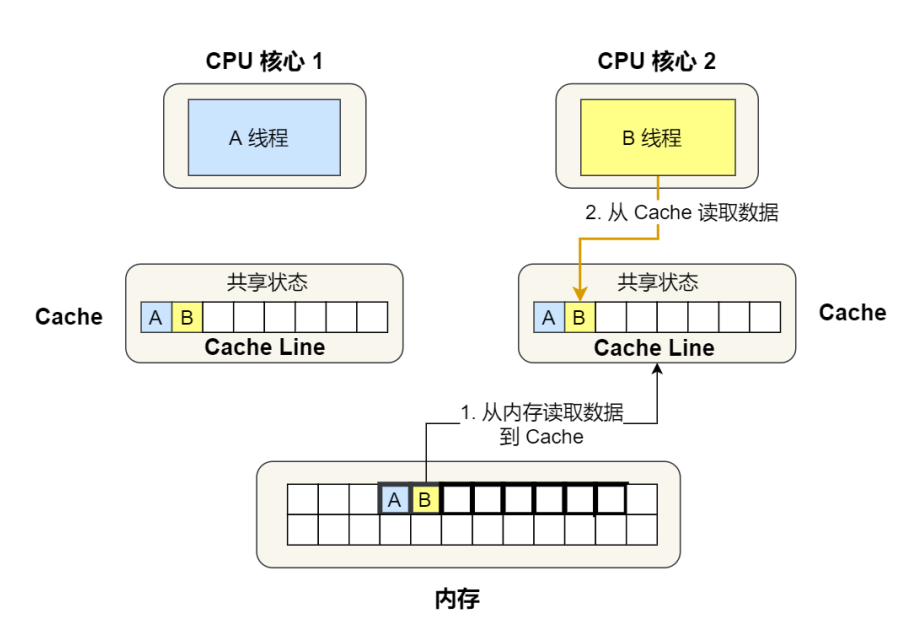 CPU 核心 1
CPU 核心 2
A 线程
B 线程
2. 从 Cache 读取数据
共享状态
共享状态
Cache
A B
A B
Cache
Cache Line
Cache Line
1. 从内存读取数据
到 Cache
A B
内存